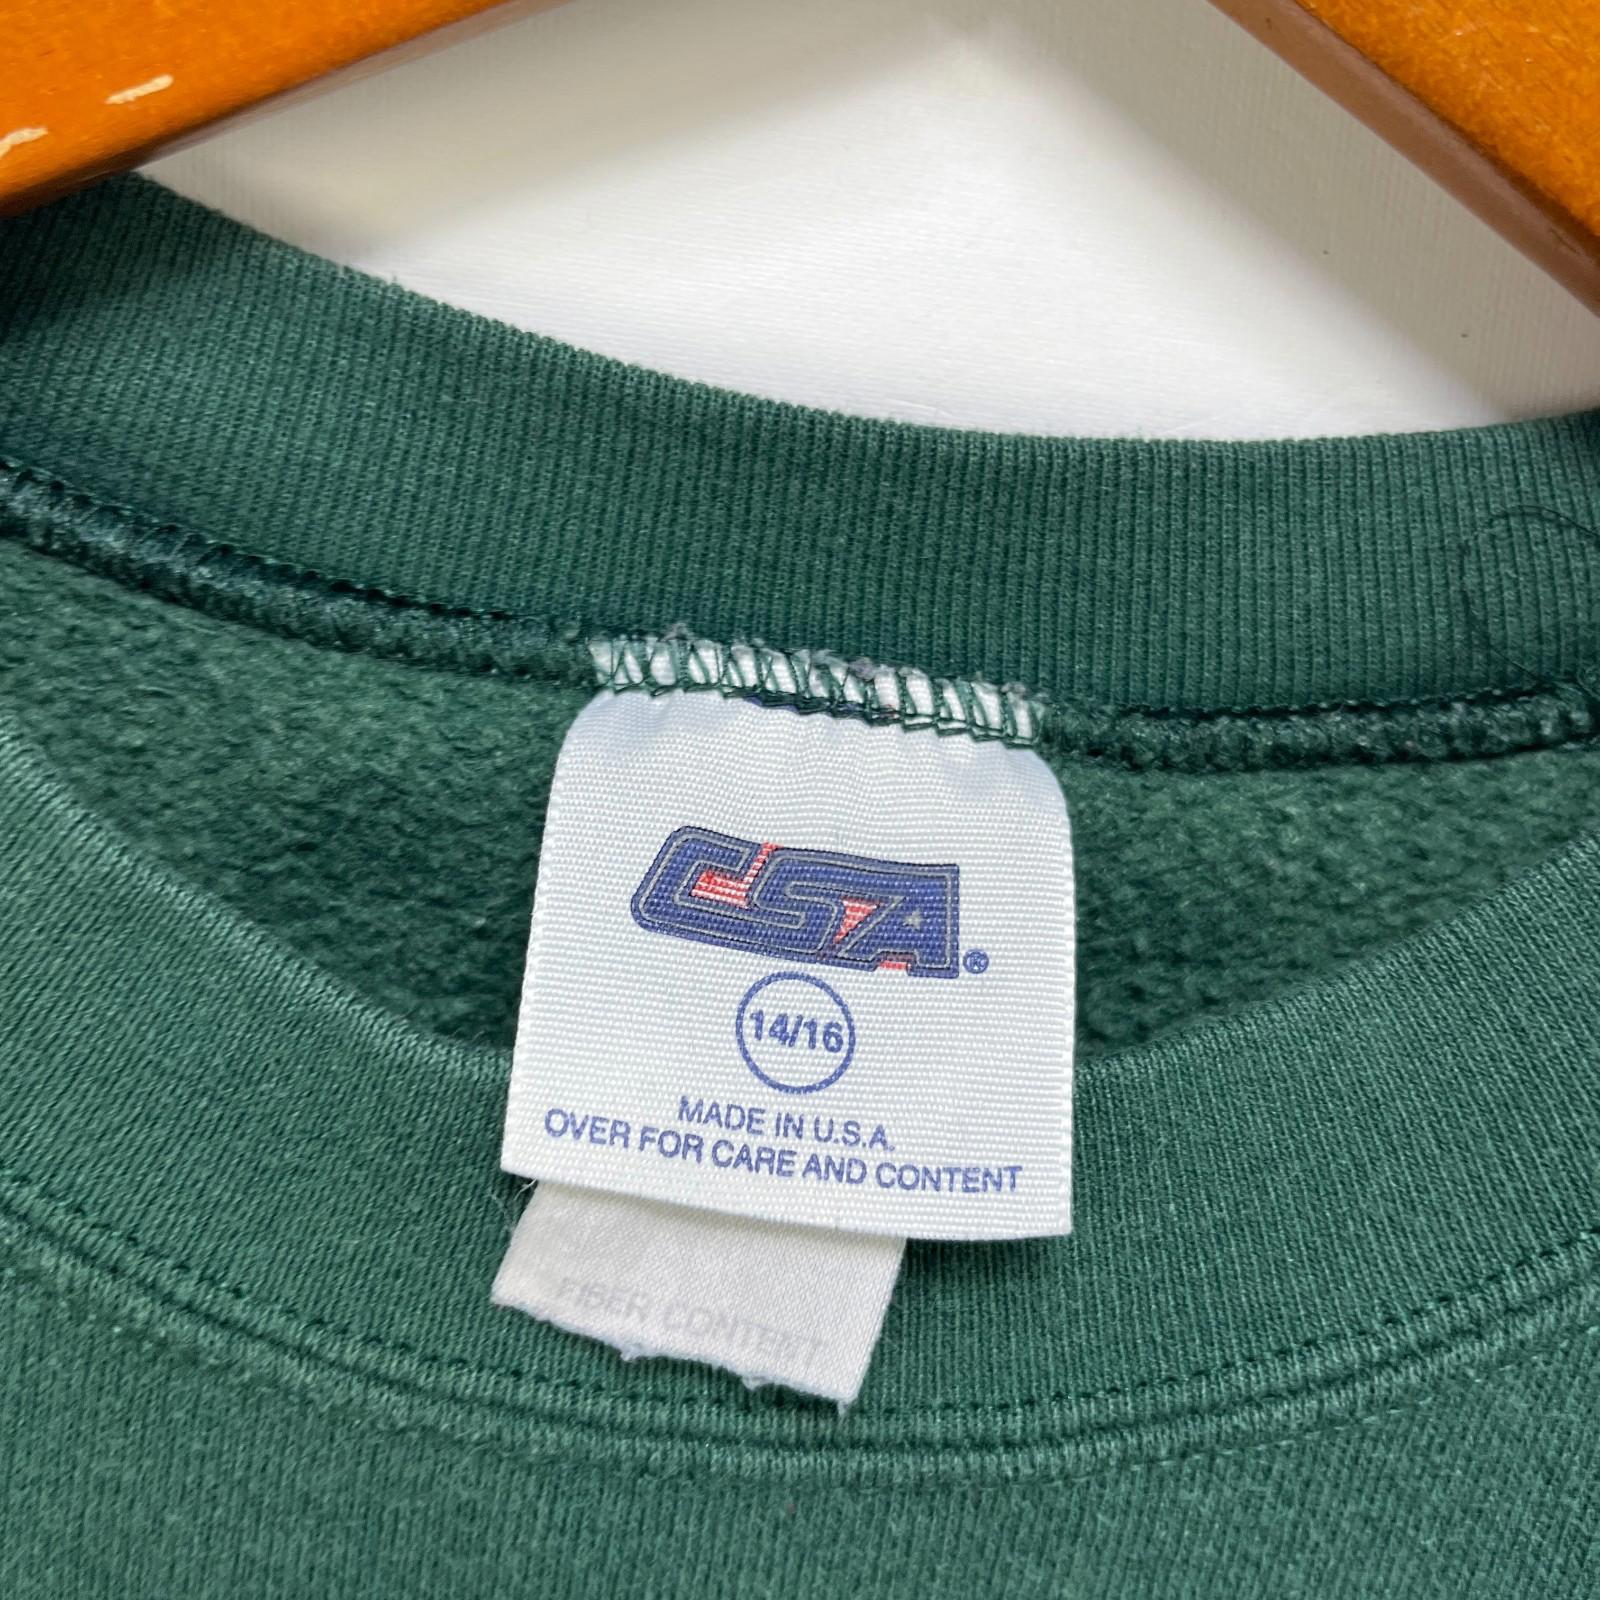 CSA®
14/16
MADE IN U.S.A.
OVER FOR CARE AND CONTENT
FIBER CONTENT